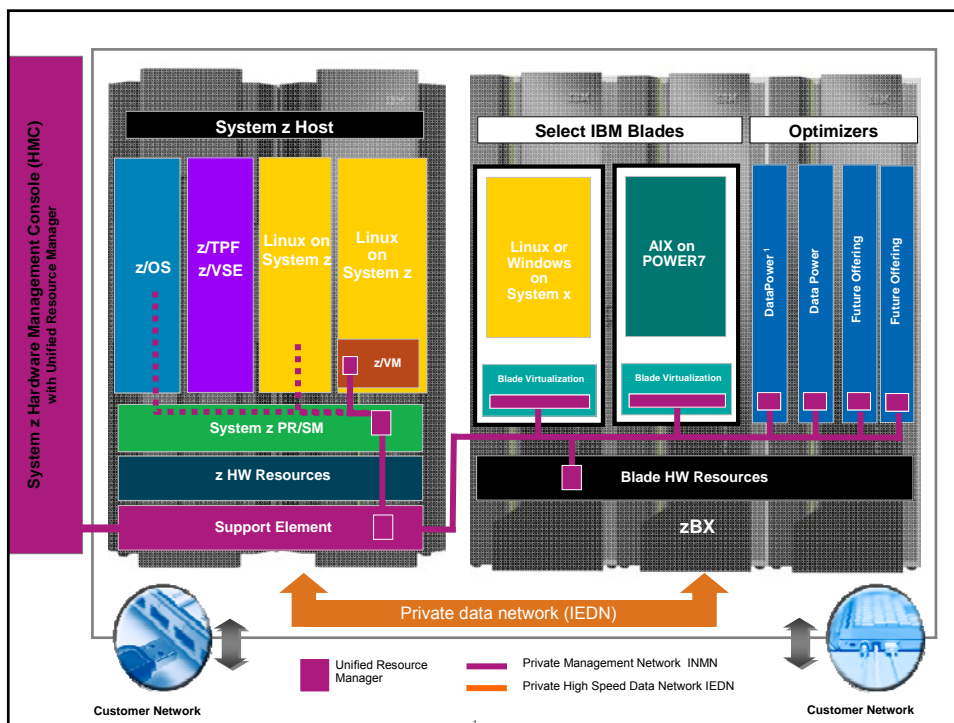 System z Hardware Management Console (HMC)
with Unified Resource Manager
System z Host
Select IBM Blades
Optimizers
z/OS
z/TPF
z/VSE
Linux on
System z
Linux
on
System z
z/VM
Linux or
Windows
on
System x
AIX on
POWER7
DataPower 1
Data Power
Future Offering
Future Offering
Blade Virtualization
Blade Virtualization
System z PR/SM
z HW Resources
Blade HW Resources
Support Element
zBX
Private data network (IEDN)
Unified Resource
Manager
Private Management Network INMN
Private High Speed Data Network IEDN
Customer Network
Customer Network
1